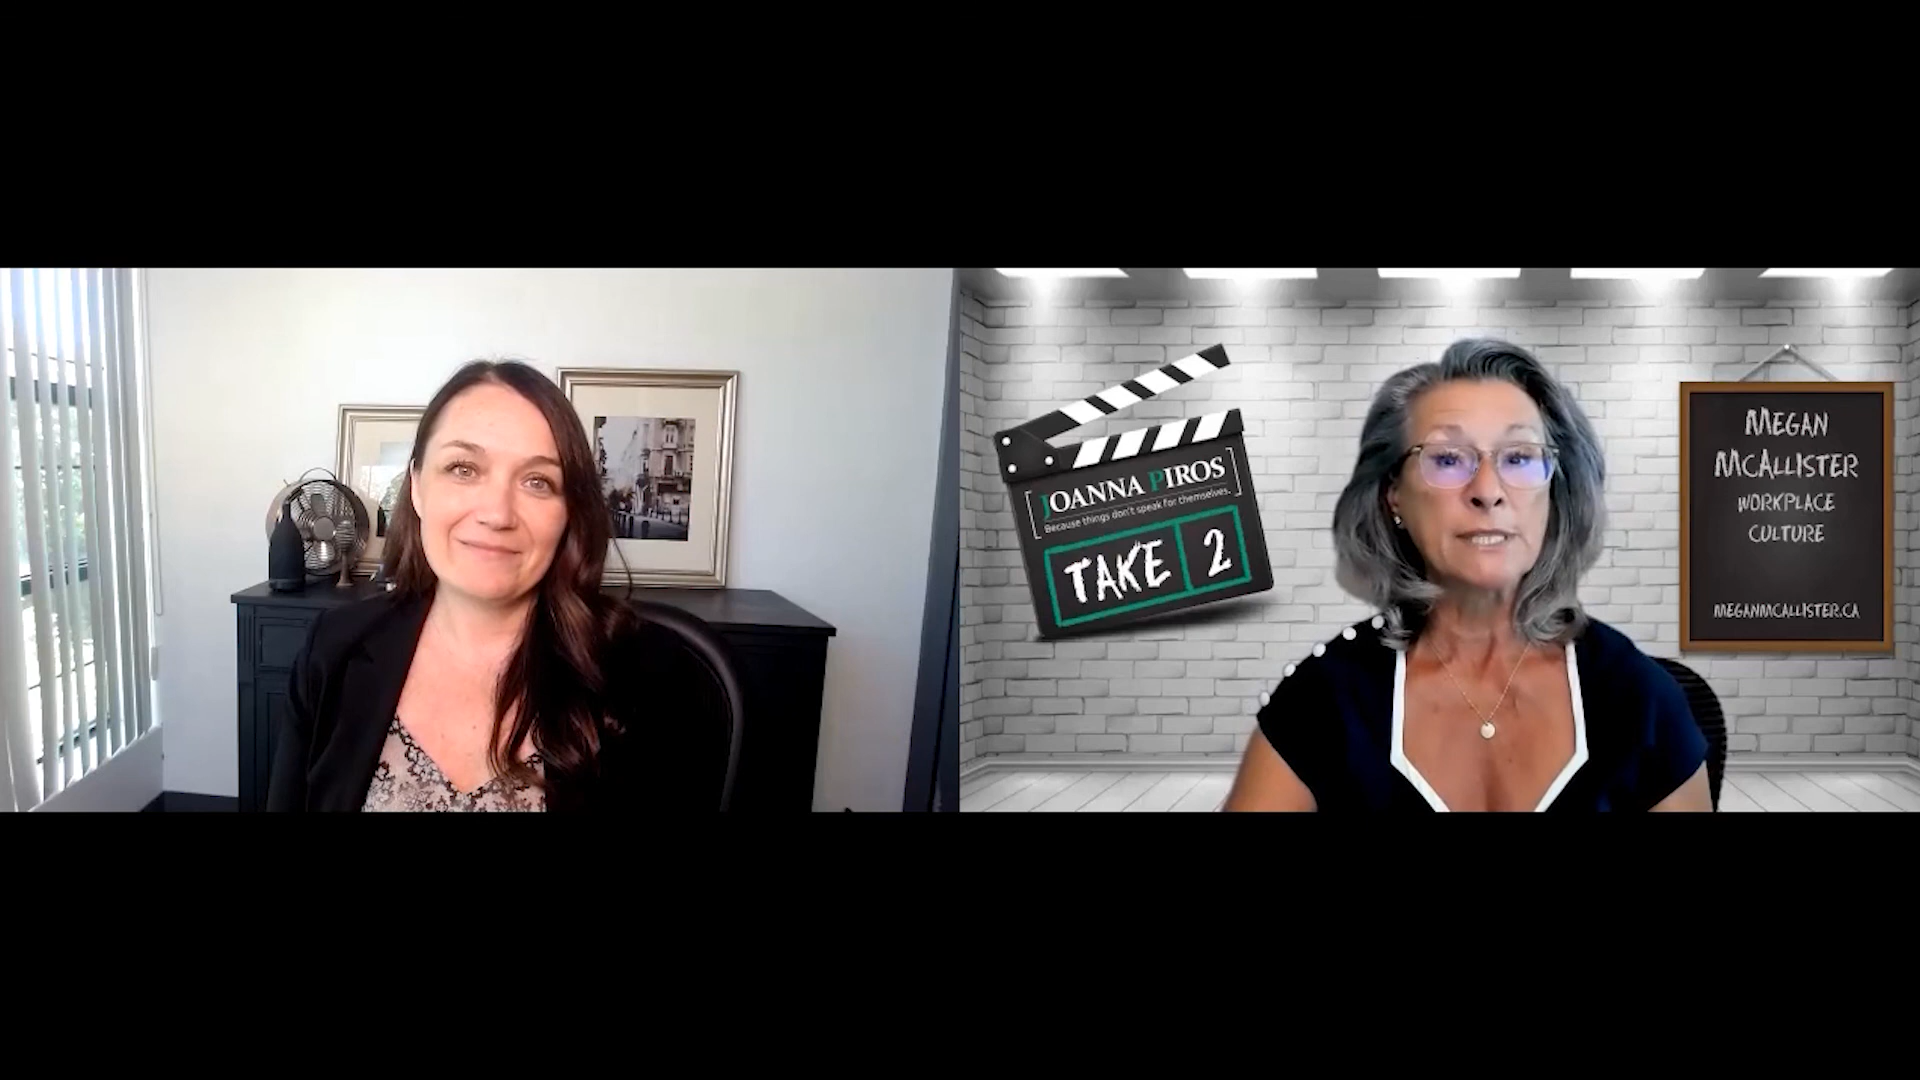 JOANNA PIROS
Because things don't speak for themselves.
TAKE 2
MEGAN
MCALLISTER
WORKPLACE
CULTURE
MEGANMCALLISTER.CA